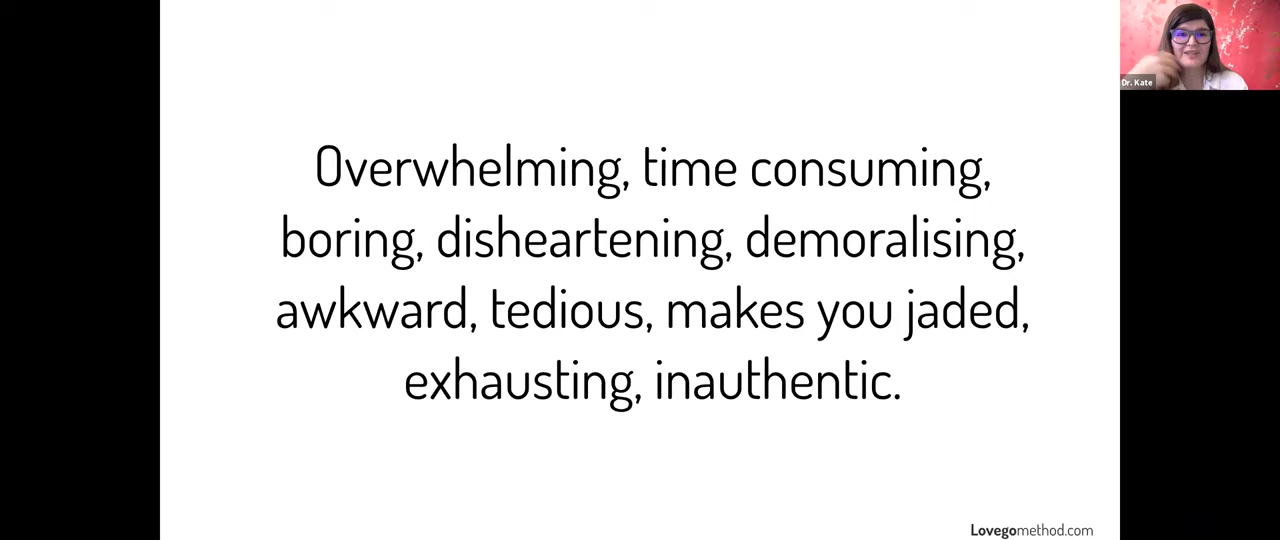 Overwhelming, time consuming,
boring, disheartening, demoralising,
awkward, tedious, makes you jaded,
exhausting, inauthentic.
Dr. Kate
Lovegomethod.com